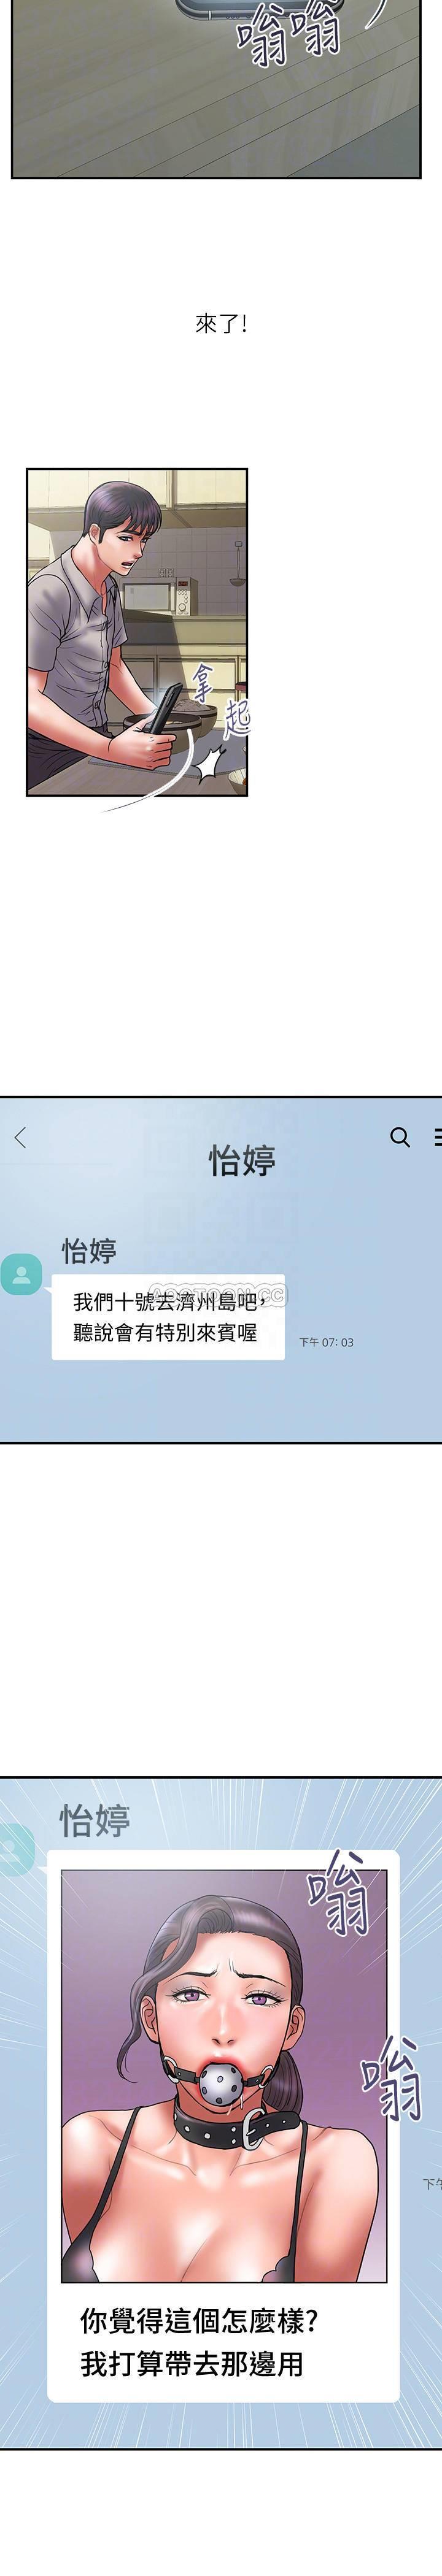 嗡嗡
來了!
拿起
怡婷
怡婷
我們十號去濟州島吧,
聽說會有特別來賓喔
下午 07: 03
怡婷
嗡
嗡
下午
你覺得這個怎麼樣?
我打算帶去那邊用